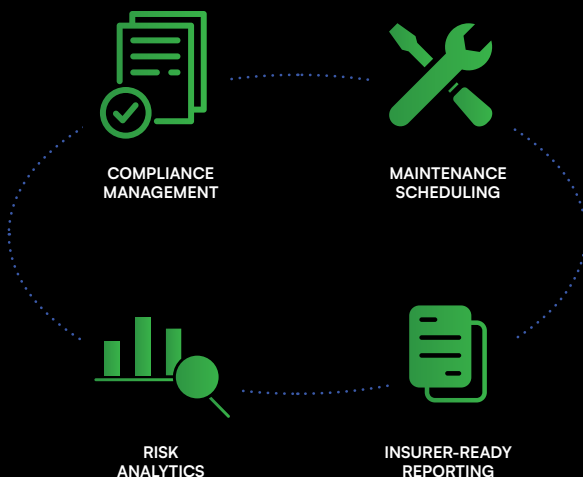 COMPLIANCE
MANAGEMENT
MAINTENANCE
SCHEDULING
RISK
ANALYTICS
INSURER-READY
REPORTING